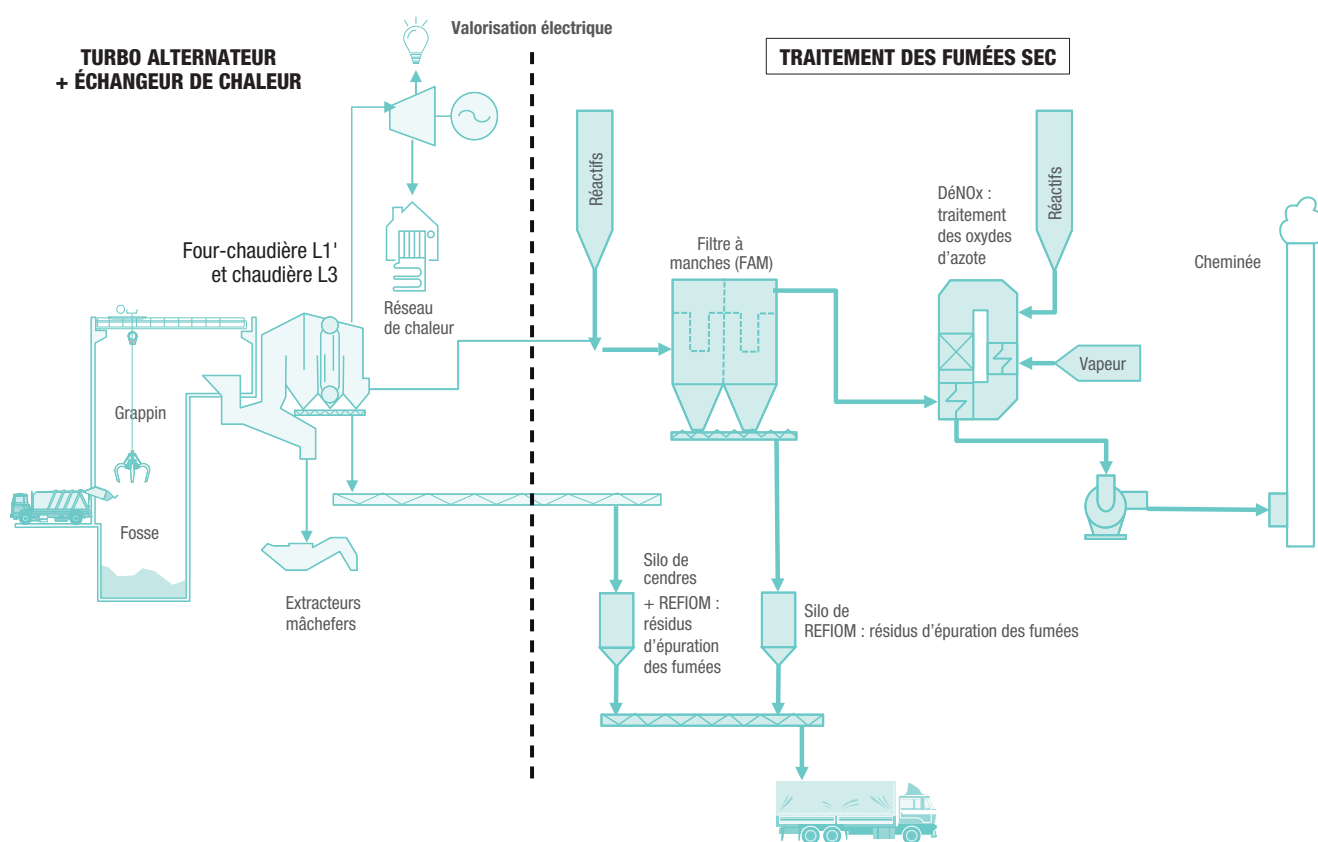 Valorisation électrique
TURBO ALTERNATEUR
+ ÉCHANGEUR DE CHALEUR
TRAITEMENT DES FUMÉES SEC
Réactifs
Réactifs
DéNOx :
traitement
des oxydes
d'azote
Filtre à
manches (FAM)
Four-chaudière L1'
et chaudière L3
Cheminée
Réseau
de chaleur
Vapeur
Grappin
Fosse
Extracteurs
mâchefers
Silo de
cendres
+ REFIOM :
résidus
d'épuration
des fumées
Silo de
REFIOM : résidus d'épuration des fumées